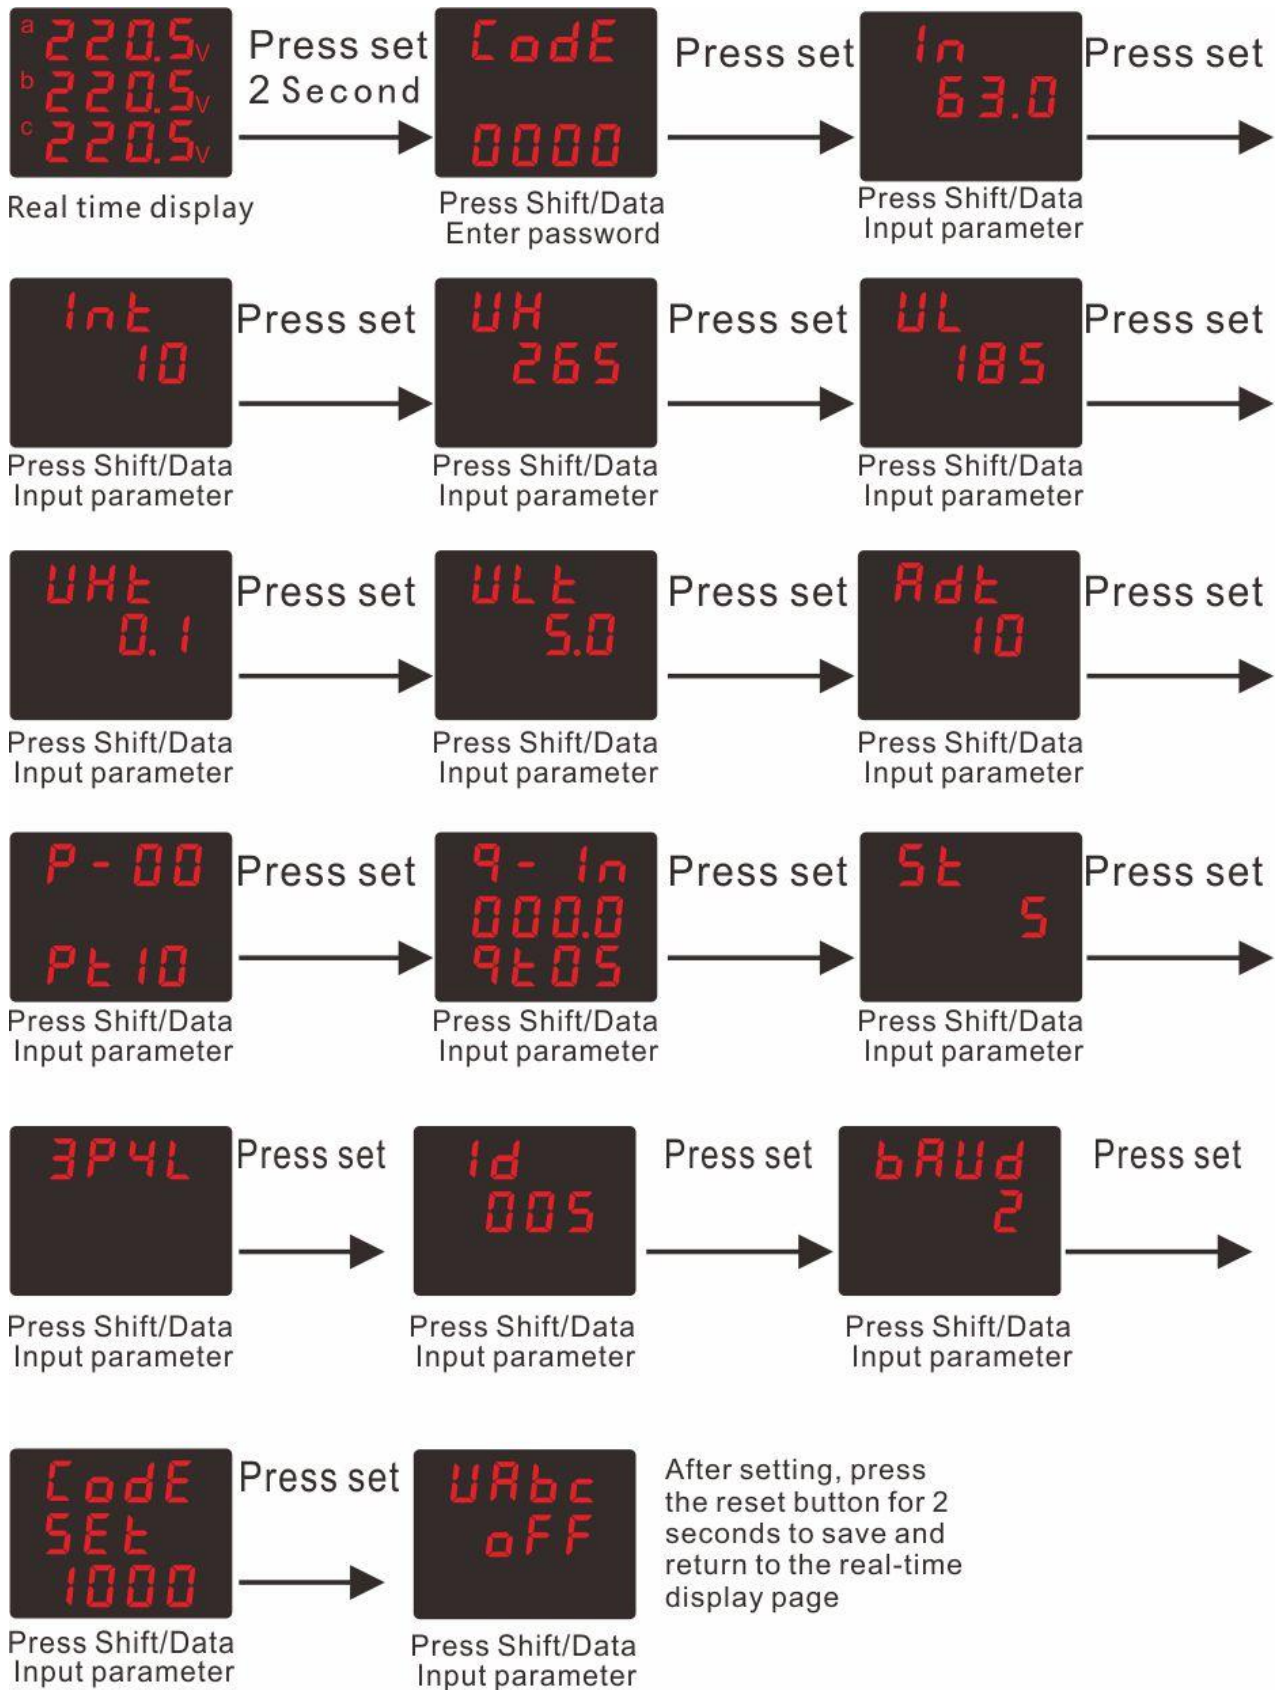 a 220.5V
b 220.5V
c 220.5V
Real time display
Press set
2 Second
CodE
0000
Press Shift/Data
Enter password
Press set
In
63.0
Press Shift/Data
Input parameter
Press set
Int
10
Press Shift/Data
Input parameter
Press set
UH
265
Press Shift/Data
Input parameter
Press set
UL
185
Press Shift/Data
Input parameter
Press set
UHt
0.1
Press Shift/Data
Input parameter
Press set
ULt
5.0
Press Shift/Data
Input parameter
Press set
Adt
10
Press Shift/Data
Input parameter
Press set
P-00
Pt10
Press Shift/Data
Input parameter
Press set
q-In
000.0
qt05
Press Shift/Data
Input parameter
Press set
St
5
Press Shift/Data
Input parameter
Press set
3P4L
Press Shift/Data
Input parameter
Press set
Id
005
Press Shift/Data
Input parameter
Press set
bAUd
2
Press Shift/Data
Input parameter
Press set
CodE
SEt
1000
Press Shift/Data
Input parameter
Press set
UAbc
oFF
Press Shift/Data
Input parameter
After setting, press
the reset button for 2
seconds to save and
return to the real-time
display page